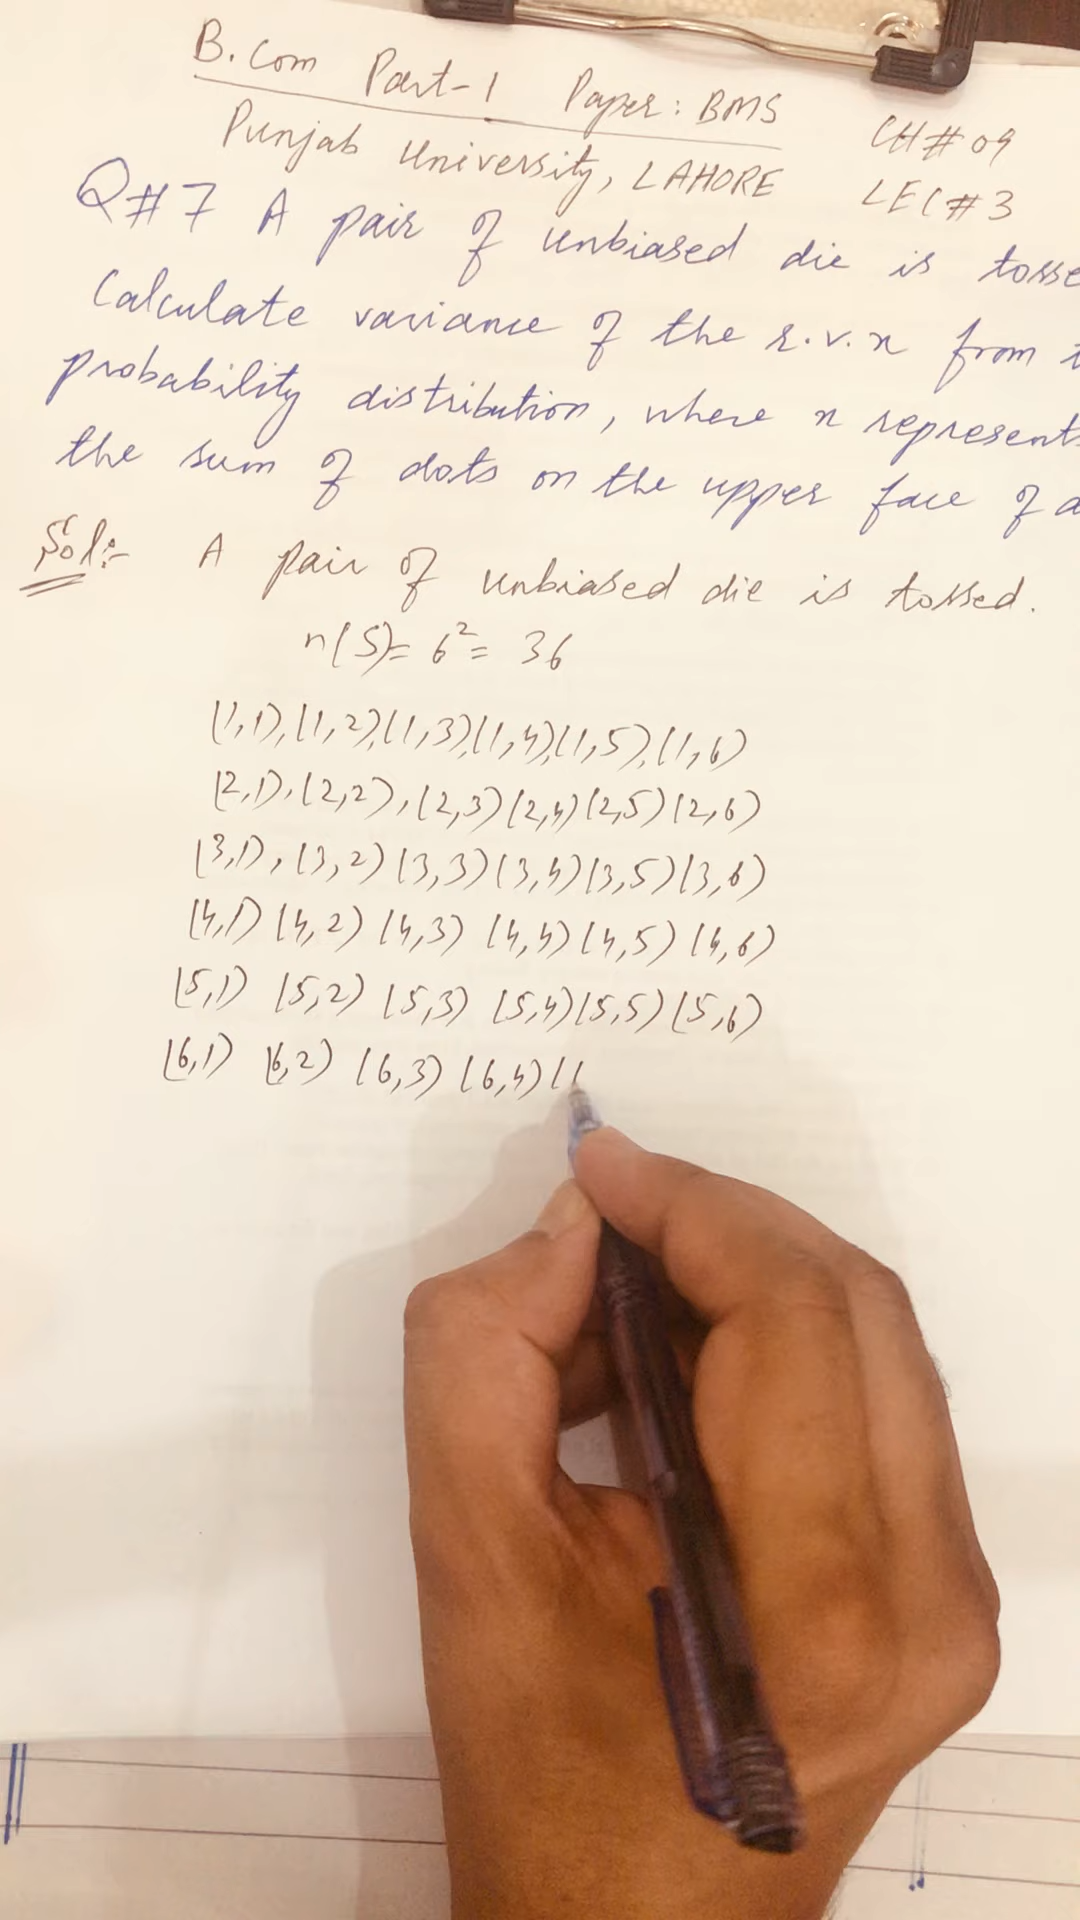 B.Com Part-1 Paper: BMS
CH # 09
Punjab University, LAHORE
LEC # 3
Q#7 A pair of unbiased die is tosse
Calculate variance of the r.v.x from t
probability distribution, where x represents
the sum of dots on the upper face of a
Sol:- A pair of unbiased die is tossed.
n(S)= 6²= 36
(1,1),(1,2),(1,3),(1,4),(1,5),(1,6)
(2,1),(2,2),(2,3)(2,4)(2,5)(2,6)
(3,1),(3,2)(3,3)(3,4)(3,5)(3,6)
(4,1)(4,2)(4,3)(4,4)(4,5)(4,6)
(5,1)(5,2)(5,3)(5,4)(5,5)(5,6)
(6,1)(6,2)(6,3)(6,4)(